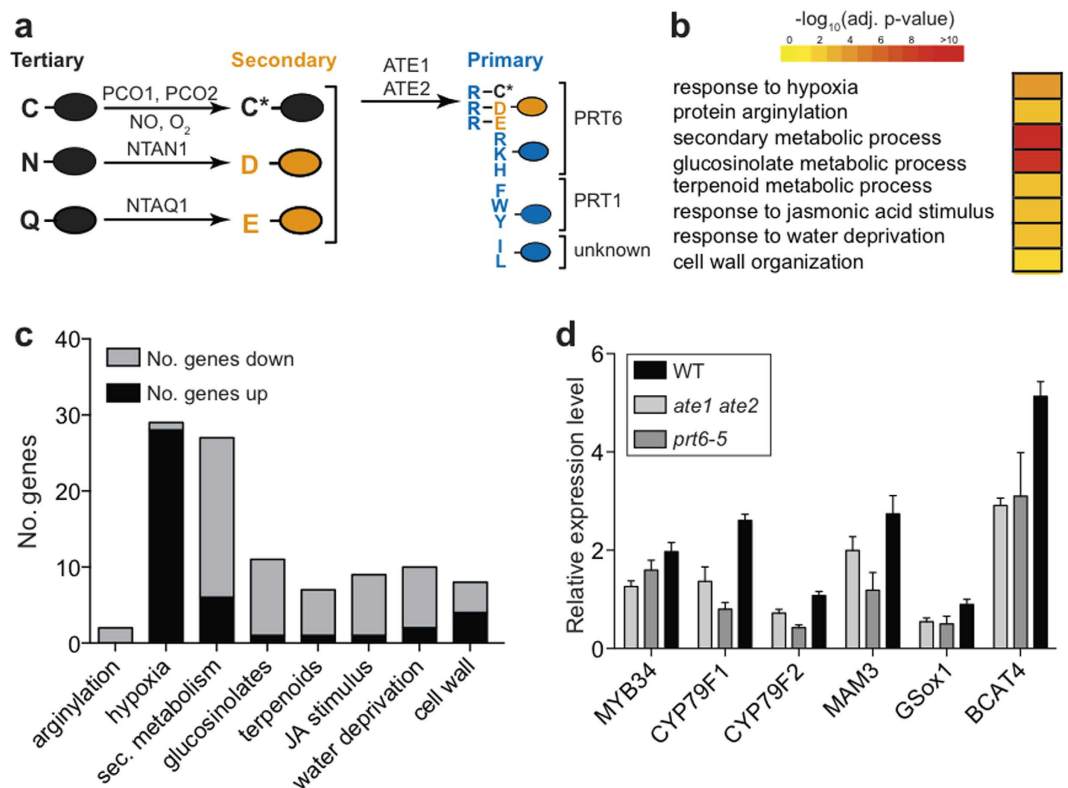 a
Tertiary
Secondary
Primary
C
PCO1, PCO2
NO, O2
C*
N
NTAN1
D
Q
NTAQ1
E
ATE1
ATE2
R–C*
R–D
R–E
R
K
H
PRT6
F
W
Y
PRT1
I
L
unknown
b
-log10(adj. p-value)
0 2 4 6 8 >10
response to hypoxia
protein arginylation
secondary metabolic process
glucosinolate metabolic process
terpenoid metabolic process
response to jasmonic acid stimulus
response to water deprivation
cell wall organization
c
No. genes
40
30
20
10
0
No. genes down
No. genes up
arginylation
hypoxia
sec. metabolism
glucosinolates
terpenoids
JA stimulus
water deprivation
cell wall
d
Relative expression level
6
4
2
0
WT
ate1 ate2
prt6-5
MYB34
CYP79F1
CYP79F2
MAM3
GSox1
BCAT4